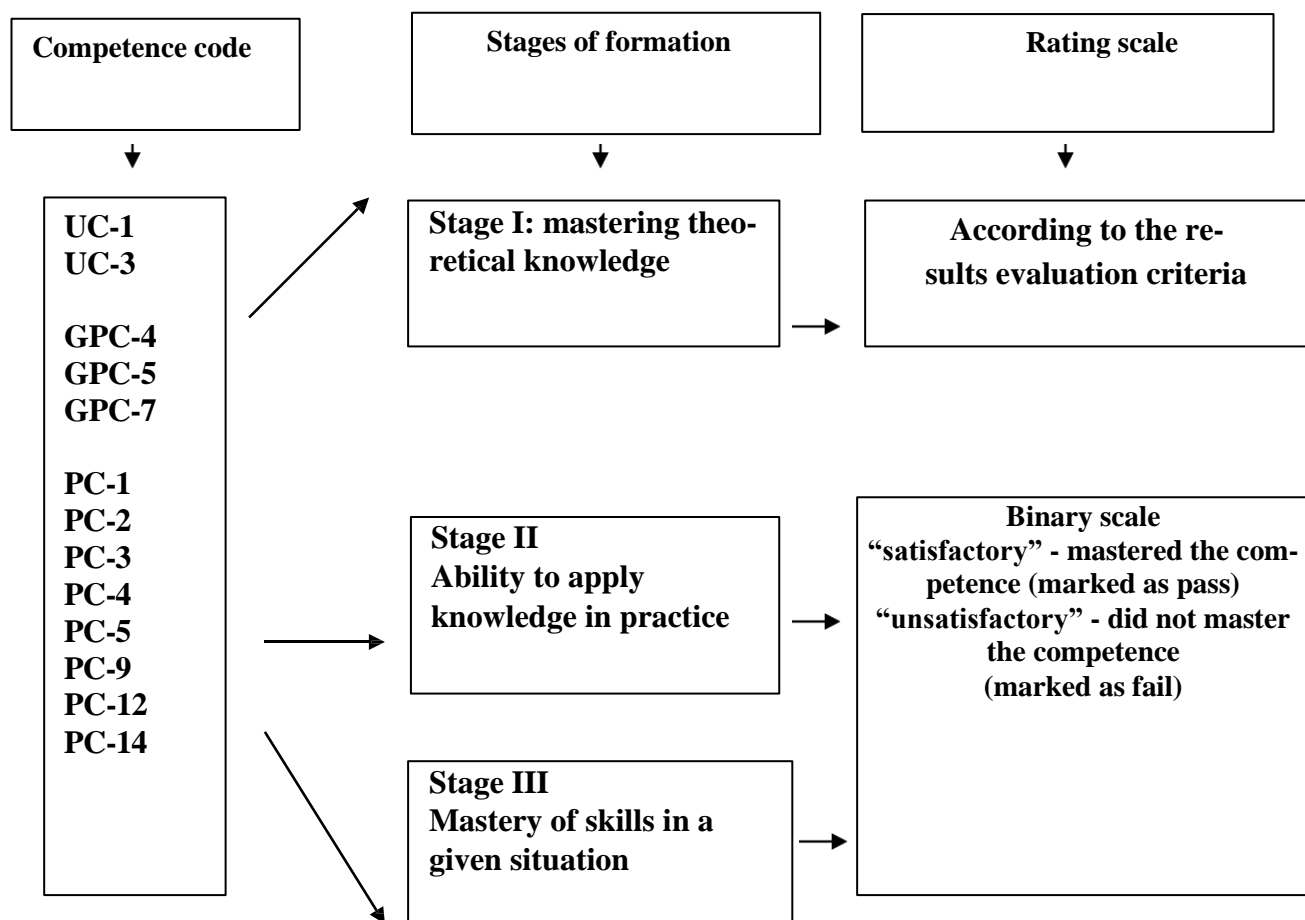 Competence code
Stages of formation
Rating scale
UC-1
UC-3
GPC-4
GPC-5
GPC-7
PC-1
PC-2
PC-3
PC-4
PC-5
PC-9
PC-12
PC-14
Stage I: mastering theo-
retical knowledge
According to the re-
sults evaluation criteria
Stage II
Ability to apply
knowledge in practice
Binary scale
“satisfactory” - mastered the com-
petence (marked as pass)
“unsatisfactory” - did not master
the competence
(marked as fail)
Stage III
Mastery of skills in a
given situation